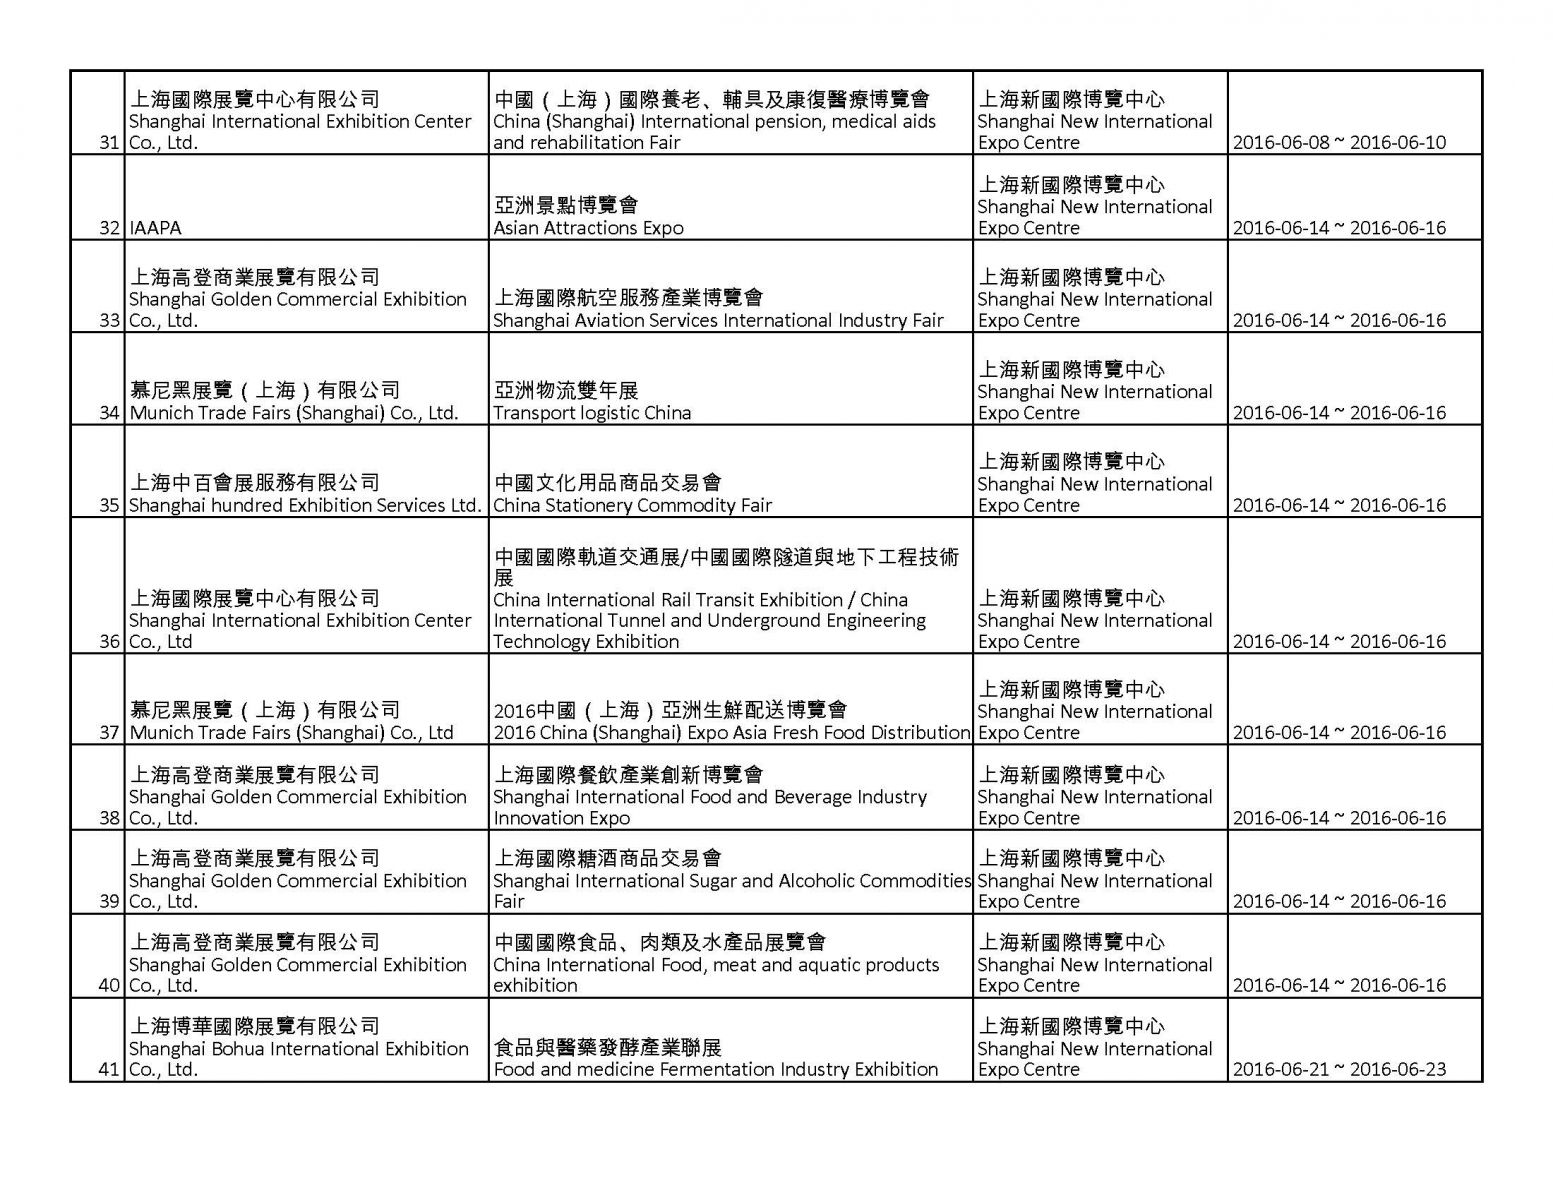 31
上海國際展覽中心有限公司
Shanghai International Exhibition Center
Co., Ltd.
中國（上海）國際養老、輔具及康復醫療博覽會
China (Shanghai) International pension, medical aids
and rehabilitation Fair
上海新國際博覽中心
Shanghai New International
Expo Centre
2016-06-08 ~ 2016-06-10
32
IAAPA
亞洲景點博覽會
Asian Attractions Expo
上海新國際博覽中心
Shanghai New International
Expo Centre
2016-06-14 ~ 2016-06-16
33
上海高登商業展覽有限公司
Shanghai Golden Commercial Exhibition
Co., Ltd.
上海國際航空服務產業博覽會
Shanghai Aviation Services International Industry Fair
上海新國際博覽中心
Shanghai New International
Expo Centre
2016-06-14 ~ 2016-06-16
34
慕尼黑展覽（上海）有限公司
Munich Trade Fairs (Shanghai) Co., Ltd.
亞洲物流雙年展
Transport logistic China
上海新國際博覽中心
Shanghai New International
Expo Centre
2016-06-14 ~ 2016-06-16
35
上海中百會展服務有限公司
Shanghai hundred Exhibition Services Ltd.
中國文化用品商品交易會
China Stationery Commodity Fair
上海新國際博覽中心
Shanghai New International
Expo Centre
2016-06-14 ~ 2016-06-16
36
上海國際展覽中心有限公司
Shanghai International Exhibition Center
Co., Ltd
中國國際軌道交通展/中國國際隧道與地下工程技術
展
China International Rail Transit Exhibition / China
International Tunnel and Underground Engineering
Technology Exhibition
上海新國際博覽中心
Shanghai New International
Expo Centre
2016-06-14 ~ 2016-06-16
37
慕尼黑展覽（上海）有限公司
Munich Trade Fairs (Shanghai) Co., Ltd
2016中國（上海）亞洲生鮮配送博覽會
2016 China (Shanghai) Expo Asia Fresh Food Distribution
上海新國際博覽中心
Shanghai New International
Expo Centre
2016-06-14 ~ 2016-06-16
38
上海高登商業展覽有限公司
Shanghai Golden Commercial Exhibition
Co., Ltd.
上海國際餐飲產業創新博覽會
Shanghai International Food and Beverage Industry
Innovation Expo
上海新國際博覽中心
Shanghai New International
Expo Centre
2016-06-14 ~ 2016-06-16
39
上海高登商業展覽有限公司
Shanghai Golden Commercial Exhibition
Co., Ltd.
上海國際糖酒商品交易會
Shanghai International Sugar and Alcoholic Commodities
Fair
上海新國際博覽中心
Shanghai New International
Expo Centre
2016-06-14 ~ 2016-06-16
40
上海高登商業展覽有限公司
Shanghai Golden Commercial Exhibition
Co., Ltd.
中國國際食品、肉類及水產品展覽會
China International Food, meat and aquatic products
exhibition
上海新國際博覽中心
Shanghai New International
Expo Centre
2016-06-14 ~ 2016-06-16
41
上海博華國際展覽有限公司
Shanghai Bohua International Exhibition
Co., Ltd.
食品與醫藥發酵產業聯展
Food and medicine Fermentation Industry Exhibition
上海新國際博覽中心
Shanghai New International
Expo Centre
2016-06-21 ~ 2016-06-23